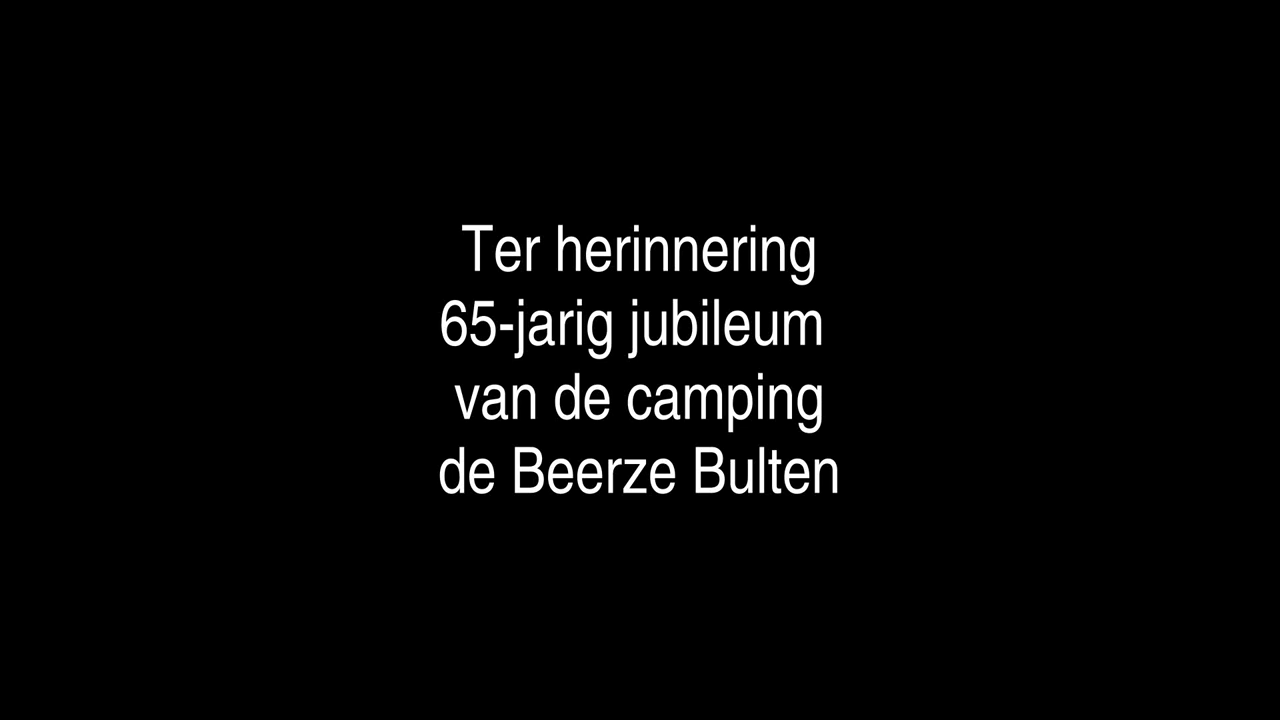 Ter herinnering
65-jarig jubileum
van de camping
de Beerze Bulten